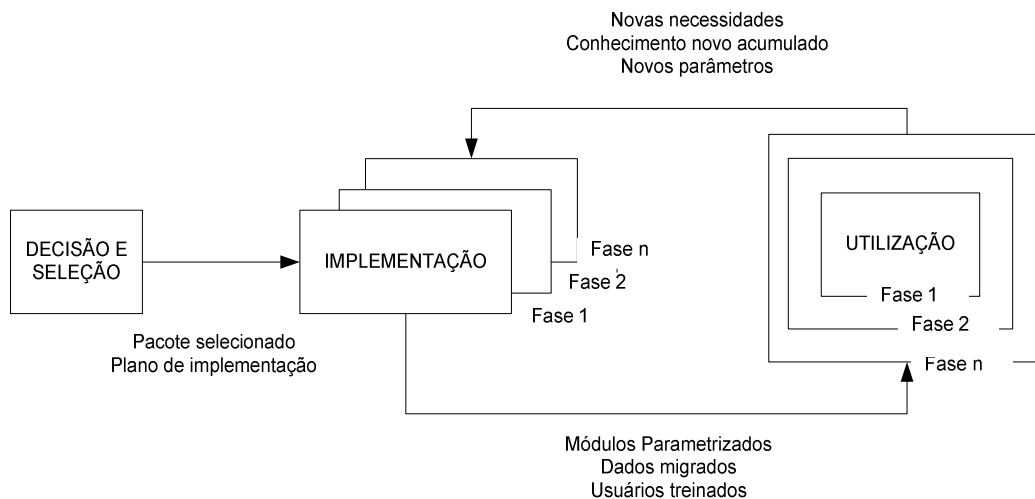 Novas necessidades
Conhecimento novo acumulado
Novos parâmetros
DECISÃO E
SELEÇÃO
IMPLEMENTAÇÃO
Fase n
Fase 2
Fase 1
UTILIZAÇÃO
Fase 1
Fase 2
Fase n
Pacote selecionado
Plano de implementação
Módulos Parametrizados
Dados migrados
Usuários treinados